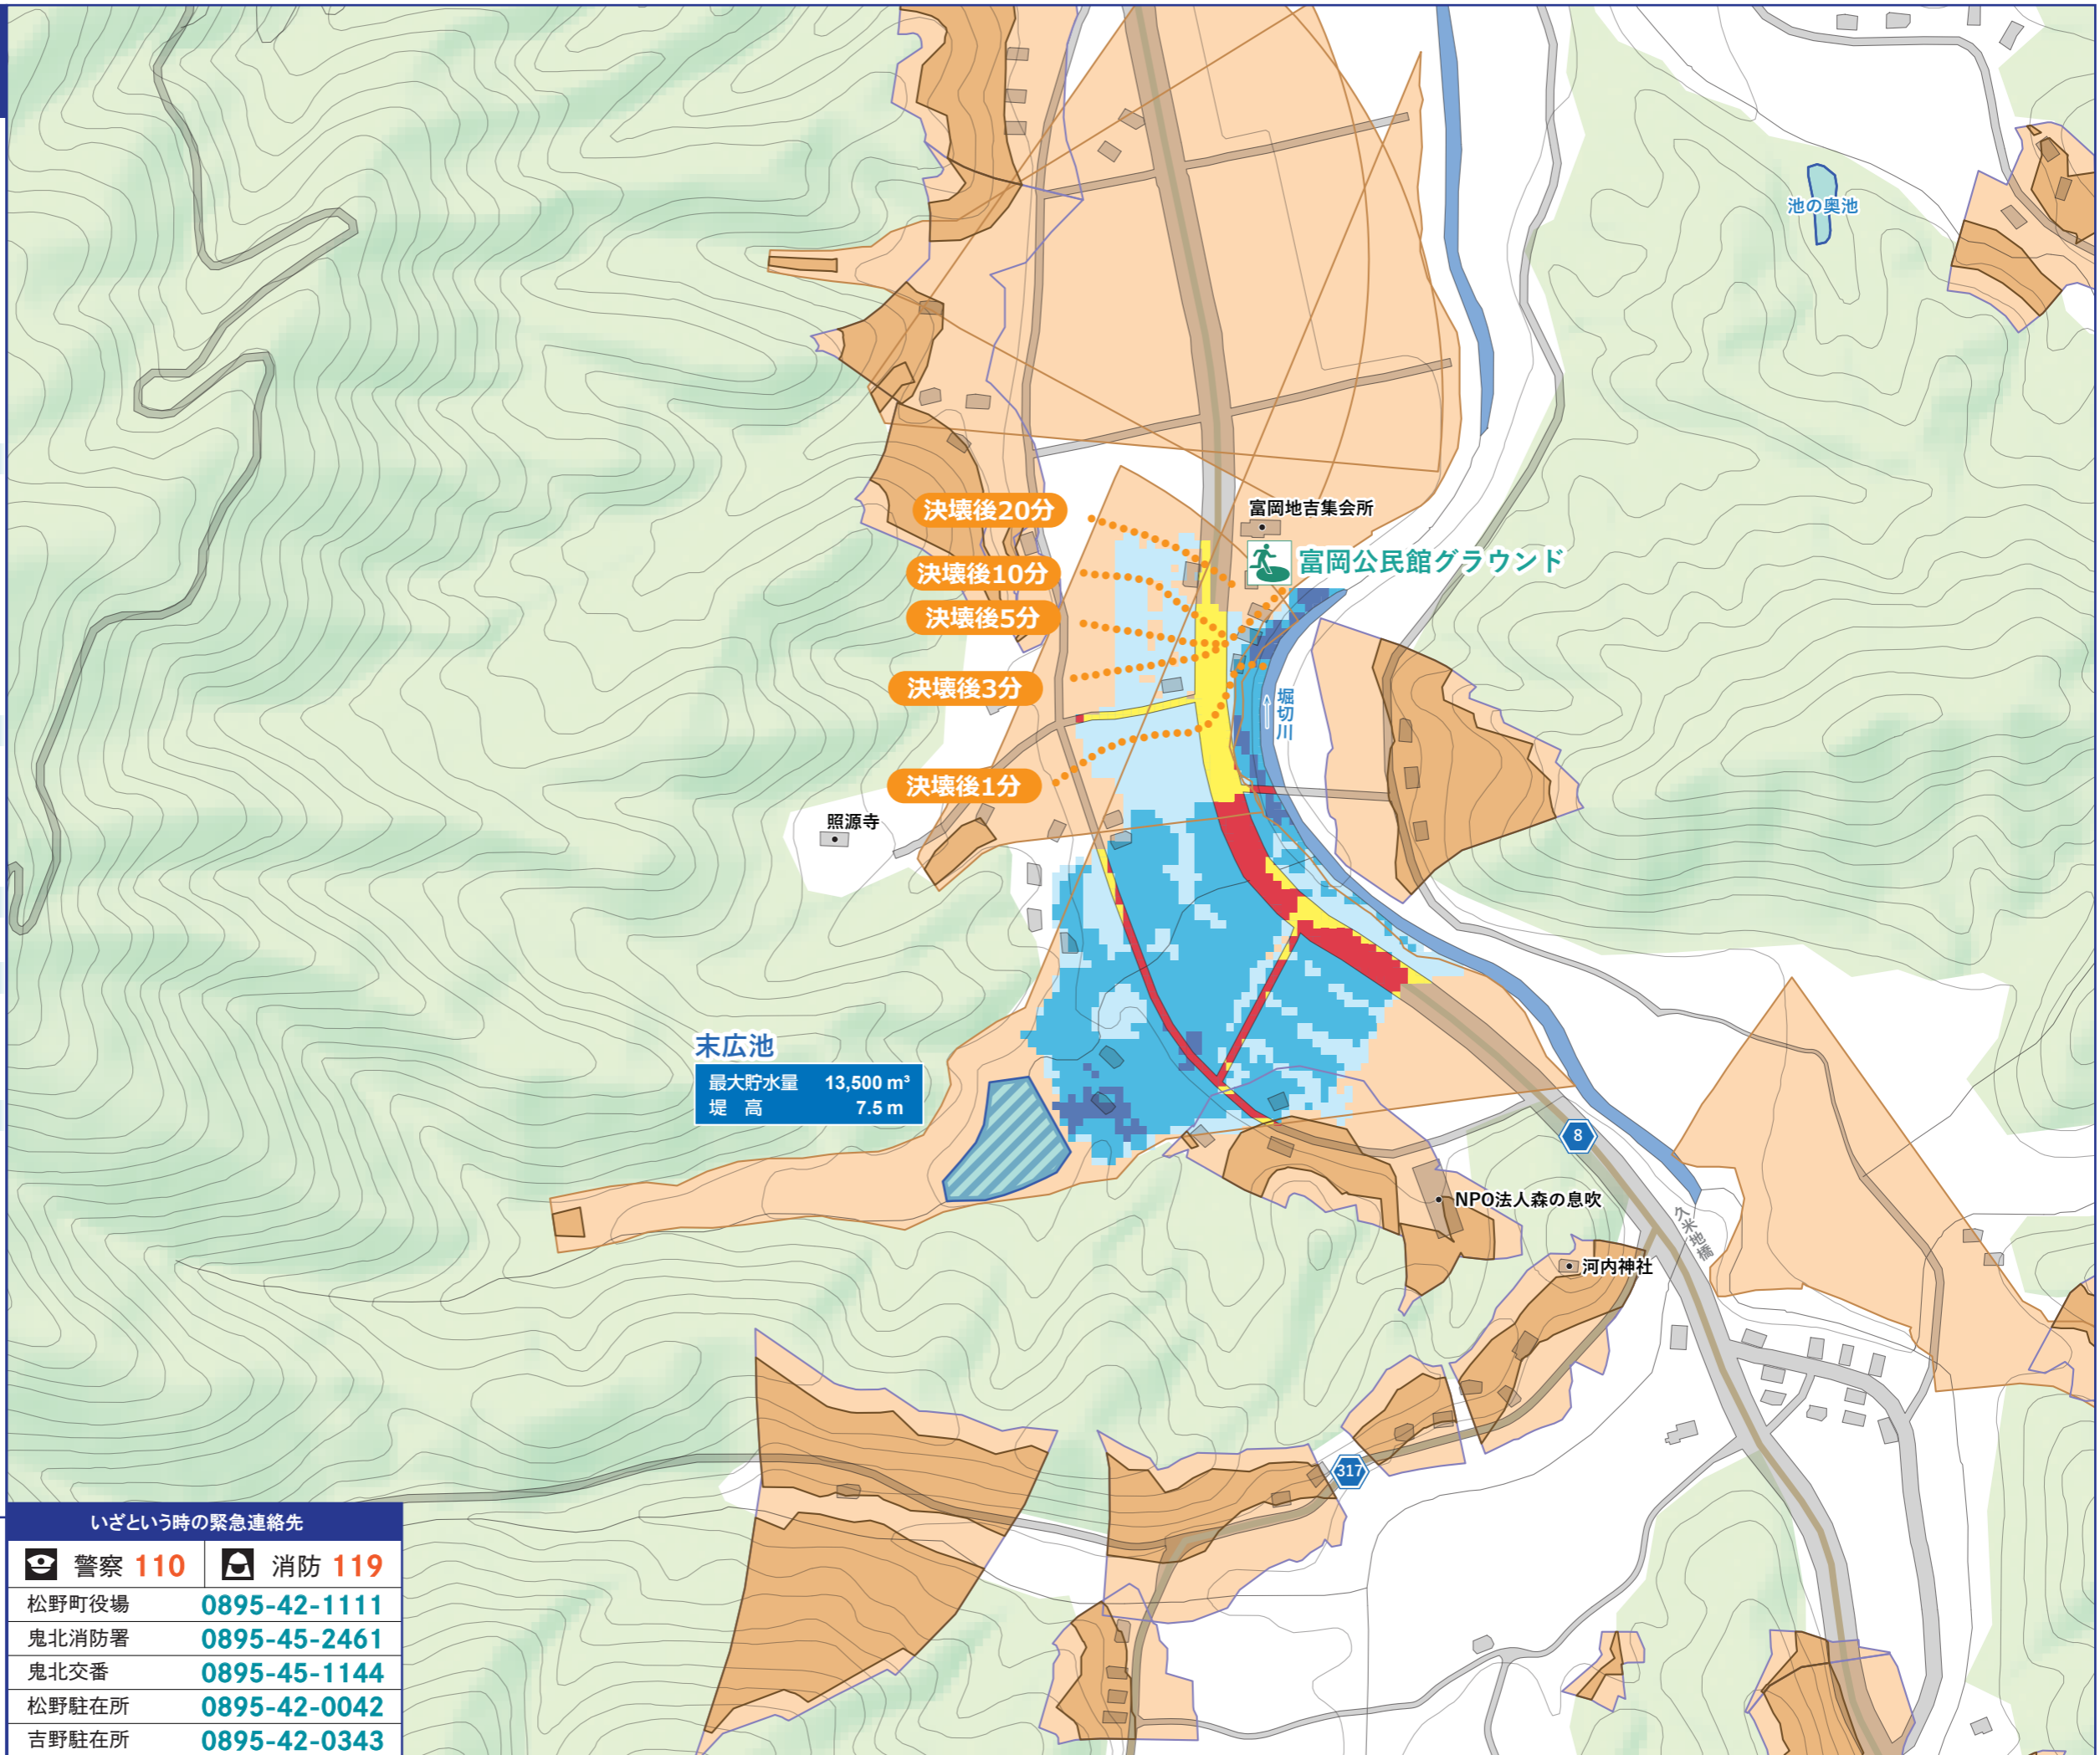 池の奥池
決壊後20分
富岡地吉集会所
富岡公民館グラウンド
決壊後10分
決壊後5分
決壊後3分
堀切川
決壊後1分
照源寺
末広池
最大貯水量 13,500 m³
堤 高 7.5 m
8
NPO法人森の息吹
久米地橋
河内神社
317
いざという時の緊急連絡先
警察 110 消防 119
松野町役場 0895-42-1111
鬼北消防署 0895-45-2461
鬼北交番 0895-45-1144
松野駐在所 0895-42-0042
吉野駐在所 0895-42-0343